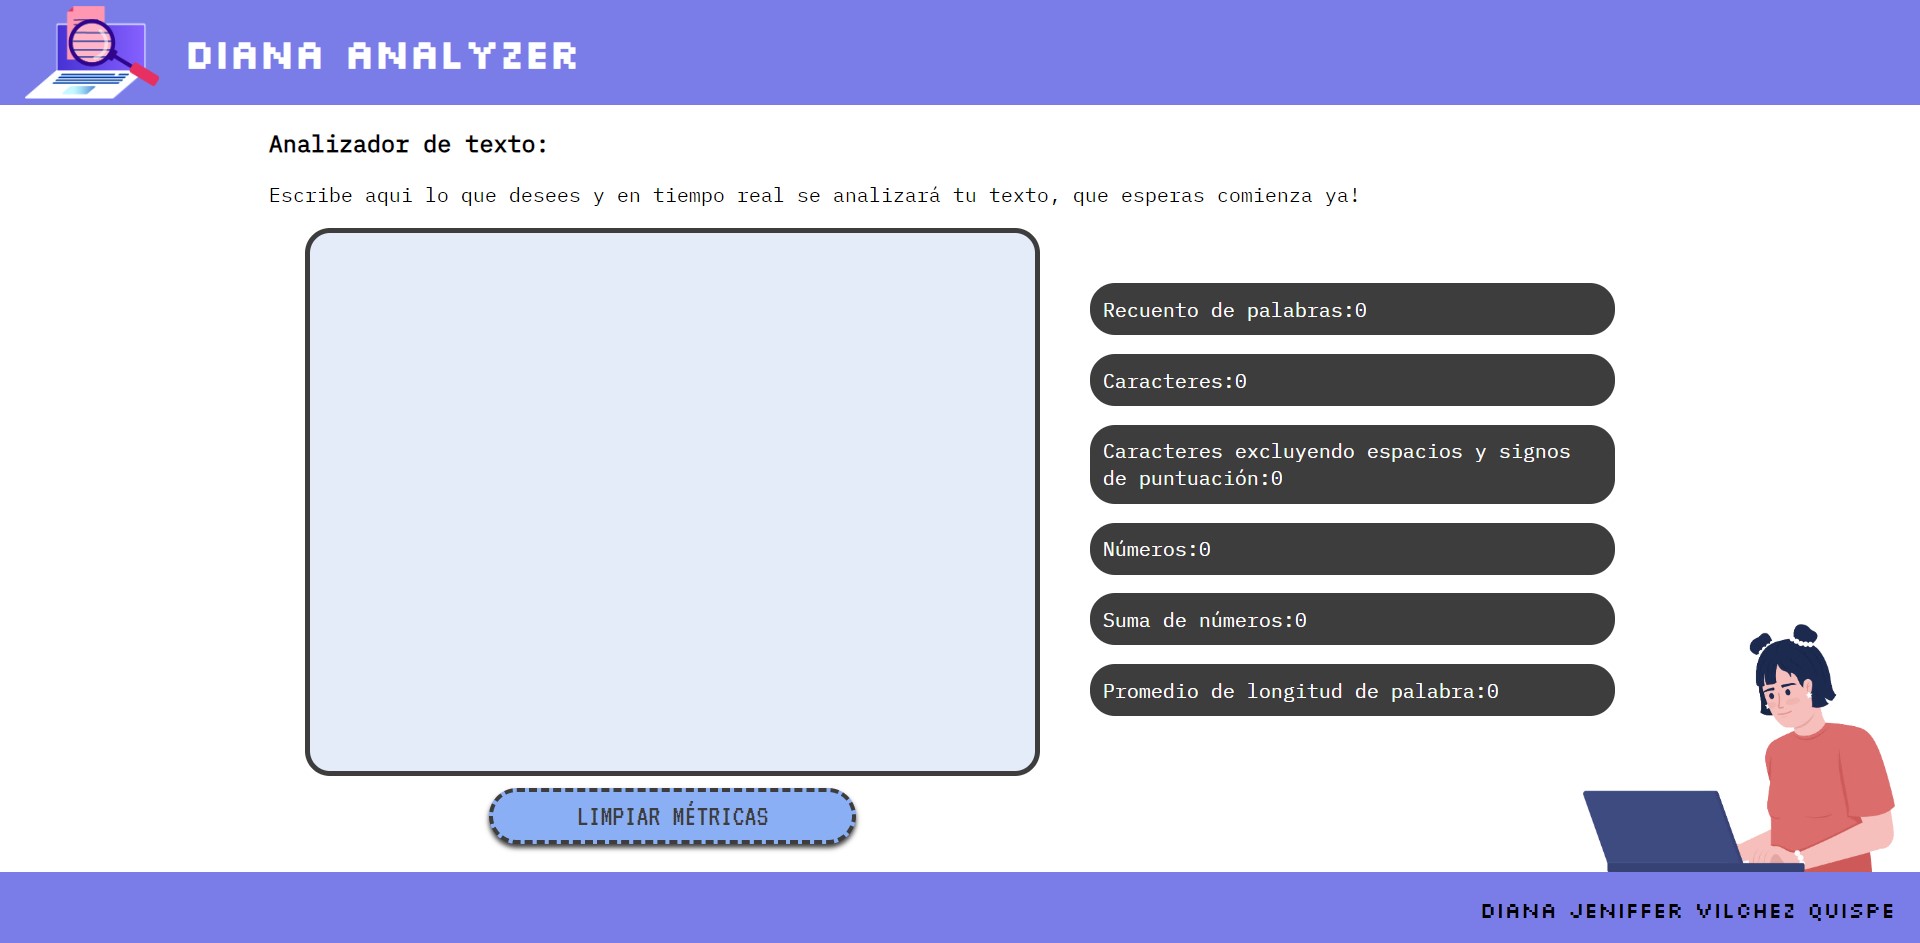 DIANA ANALYZER
Analizador de texto:
Escribe aqui lo que desees y en tiempo real se analizará tu texto, que esperas comienza ya!
Recuento de palabras:0
Caracteres:0
Caracteres excluyendo espacios y signos
de puntuación:0
Números:0
Suma de números:0
Promedio de longitud de palabra:0
LIMPIAR MÉTRICAS
DIANA JENIFFER VILCHEZ QUISPE